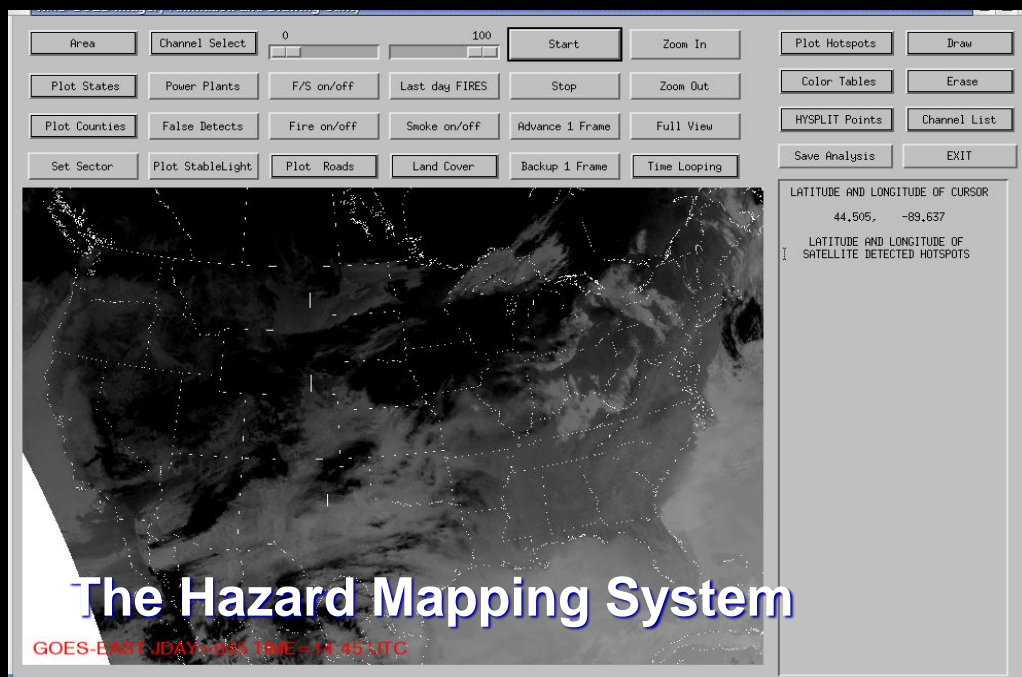 0
100
Area
Channel Select
Start
Zoom In
Plot Hotspots
Draw
Plot States
Power Plants
F/S on/off
Last day FIRES
Stop
Zoom Out
Color Tables
Erase
Plot Counties
False Detects
Fire on/off
Smoke on/off
Advance 1 Frame
Full View
HYSPLIT Points
Channel List
Set Sector
Plot StableLight
Plot Roads
Land Cover
Backup 1 Frame
Time Looping
Save Analysis
EXIT
LATITUDE AND LONGITUDE OF CURSOR
44.505, -89.637
LATITUDE AND LONGITUDE OF
SATELLITE DETECTED HOTSPOTS
The Hazard Mapping System
GOES-EAST JDAY=045 TIME=14:45 UTC